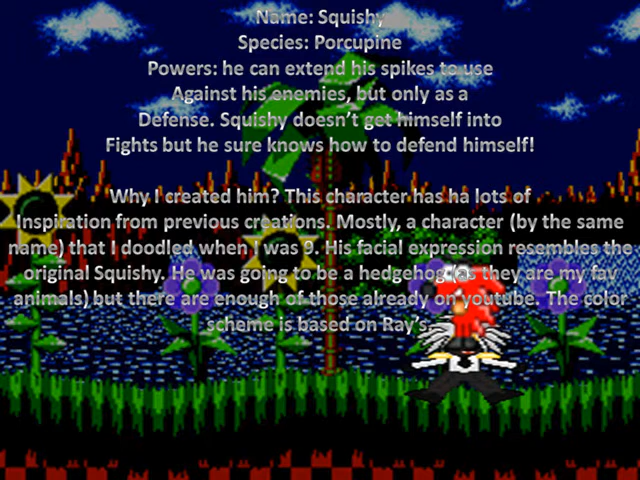 Name: Squishy
Species: Porcupine
Powers: he can extend his spikes to use
Against his enemies, but only as a
Defense. Squishy doesn't get himself into
Fights but he sure knows how to defend himself!
Why I created him? This character has ha lots of
Inspiration from previous creations. Mostly, a character (by the same
name) that I doodled when I was 9. His facial expression resembles the
original Squishy. He was going to be a hedgehog (as they are my fav
animals) but there are enough of those already on youtube. The color
scheme is based on Ray's.